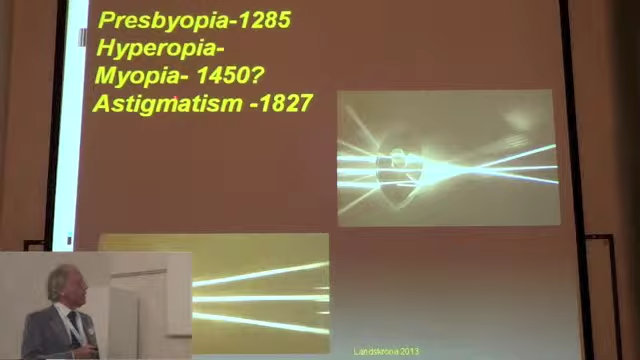 Presbyopia-1285
Hyperopia-
Myopia- 1450?
Astigmatism -1827
Landskrona 2013